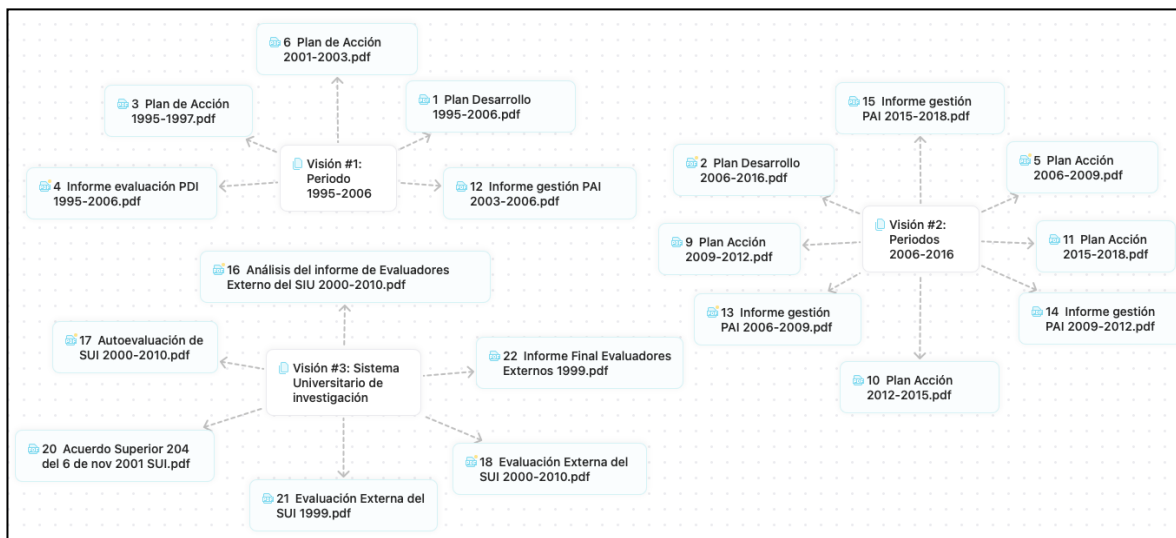 6 Plan de Acción
2001-2003.pdf
3 Plan de Acción
1995-1997.pdf
1 Plan Desarrollo
1995-2006.pdf
Visión #1:
Periodo
1995-2006
4 Informe evaluación PDI
1995-2006.pdf
12 Informe gestión PAI
2003-2006.pdf
15 Informe gestión
PAI 2015-2018.pdf
2 Plan Desarrollo
2006-2016.pdf
5 Plan Acción
2006-2009.pdf
Visión #2:
Periodos
2006-2016
9 Plan Acción
2009-2012.pdf
11 Plan Acción
2015-2018.pdf
13 Informe gestión
PAI 2006-2009.pdf
14 Informe gestión
PAI 2009-2012.pdf
10 Plan Acción
2012-2015.pdf
16 Análisis del informe de Evaluadores
Externo del SIU 2000-2010.pdf
17 Autoevaluación de
SUI 2000-2010.pdf
22 Informe Final Evaluadores
Externos 1999.pdf
Visión #3: Sistema
Universitario de
investigación
20 Acuerdo Superior 204
del 6 de nov 2001 SUI.pdf
18 Evaluación Externa del
SUI 2000-2010.pdf
21 Evaluación Externa del
SUI 1999.pdf